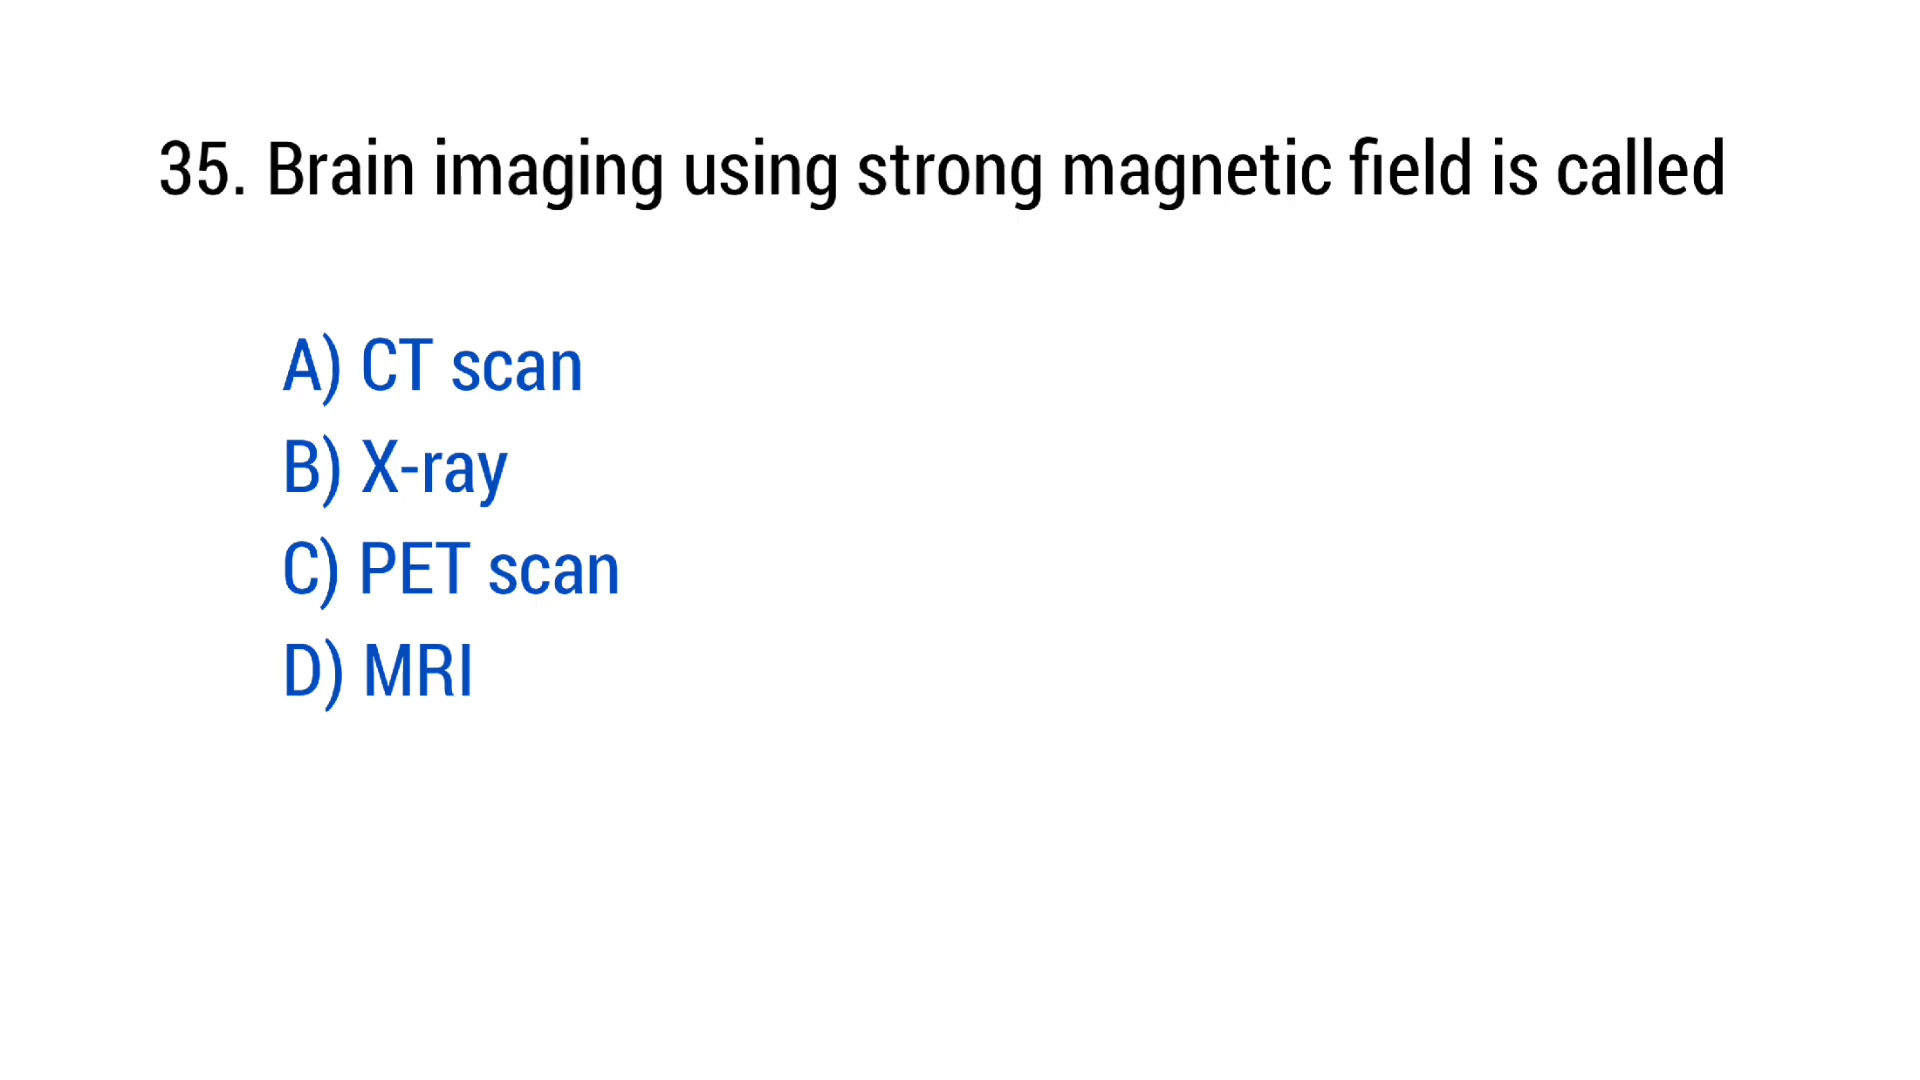 35. Brain imaging using strong magnetic field is called
A) CT scan
B) X-ray
C) PET scan
D) MRI